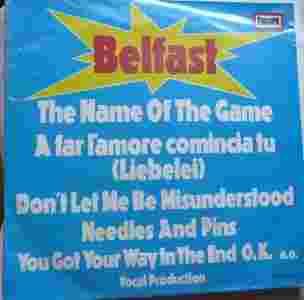 Belfast
The Name Of The Game
A far l'amore comincia tu
(Liebelei)
Don't Let Me Be Misunderstood
Needles And Pins
You Got Your Way In The End O.K. a.o.
Vocal Production